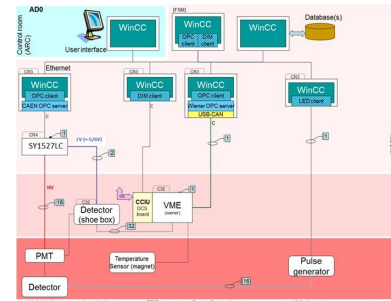 AD0
[FSM]
Database(s)
Control room
(ARC)
User interface
WinCC
WinCC
OPC
client
DIM
client
WinCC
Ethernet
CR3
CR3
CR3
CR3
WinCC
OPC client
CAEN OPC server
WinCC
DIM client
WinCC
Wiener OPC server
USB-CAN
WinCC
LED client
E
E
C
CR4
1
SY1527LC
LV (+-5/6V)
2
1
1
HV
16
C32
Detector
(shoe box)
C32
CCIU
DCS
board
VME
(wiener)
1
32
PMT
Temperature
Sensor (magnet)
Pulse
generator
Detector
16